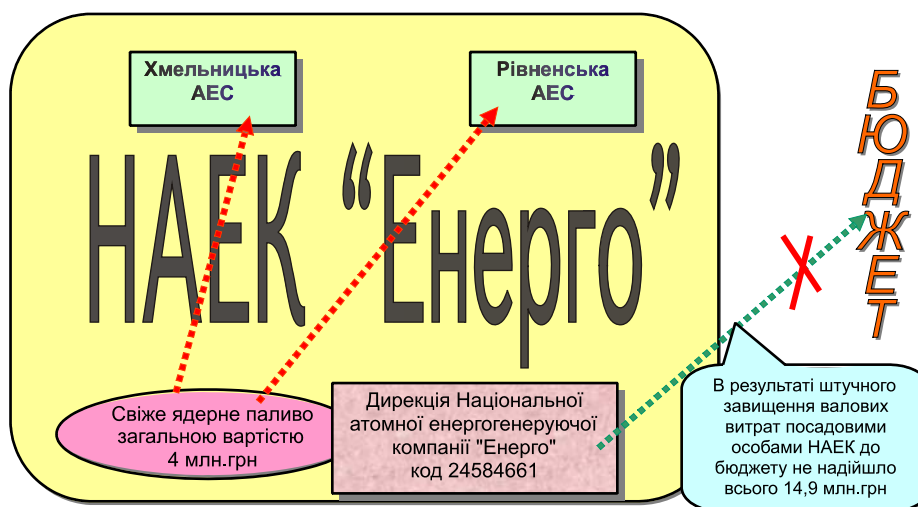 Хмельницька
АЕС
Рівненська
АЕС
НАЕК “Енерго”
БЮДЖЕТ
Свіже ядерне паливо
загальною вартістю
4 млн.грн
Дирекція Національної
атомної енергогенеруючої
компанії "Енерго"
код 24584661
В результаті штучного
завищення валових
витрат посадовими
особами НАЕК до
бюджету не надійшло
всього 14,9 млн.грн